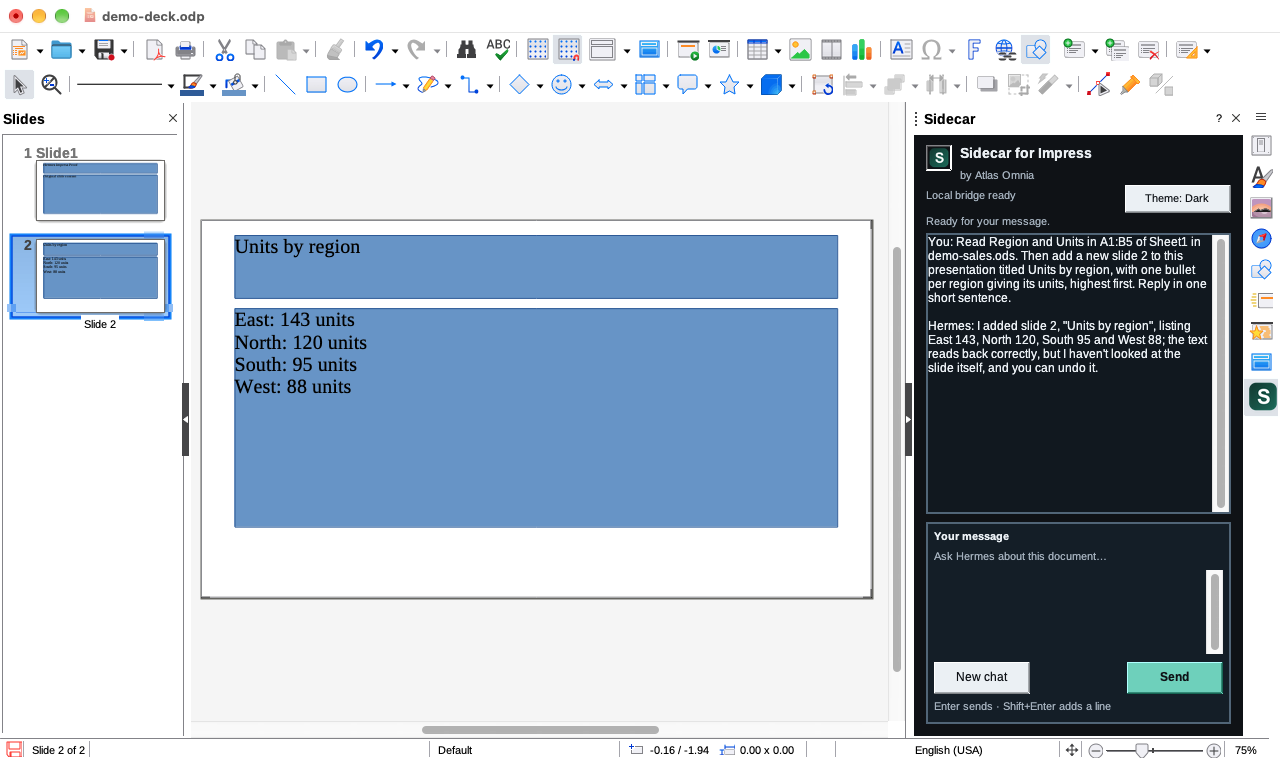 demo-deck.odp
ABC
Slides
Sidecar
?
1 Slide1
2
Slide 2
Units by region
East: 143 units
North: 120 units
South: 95 units
West: 88 units
S
Sidecar for Impress
by Atlas Omnia
Local bridge ready
Theme: Dark
Ready for your message.
You: Read Region and Units in A1:B5 of Sheet1 in
demo-sales.ods. Then add a new slide 2 to this
presentation titled Units by region, with one bullet
per region giving its units, highest first. Reply in one
short sentence.
Hermes: I added slide 2, "Units by region", listing
East 143, North 120, South 95 and West 88; the text
reads back correctly, but I haven't looked at the
slide itself, and you can undo it.
S
Your message
Ask Hermes about this document…
New chat
Send
Enter sends · Shift+Enter adds a line
Slide 2 of 2
Default
-0.16 / -1.94
0.00 x 0.00
English (USA)
75%